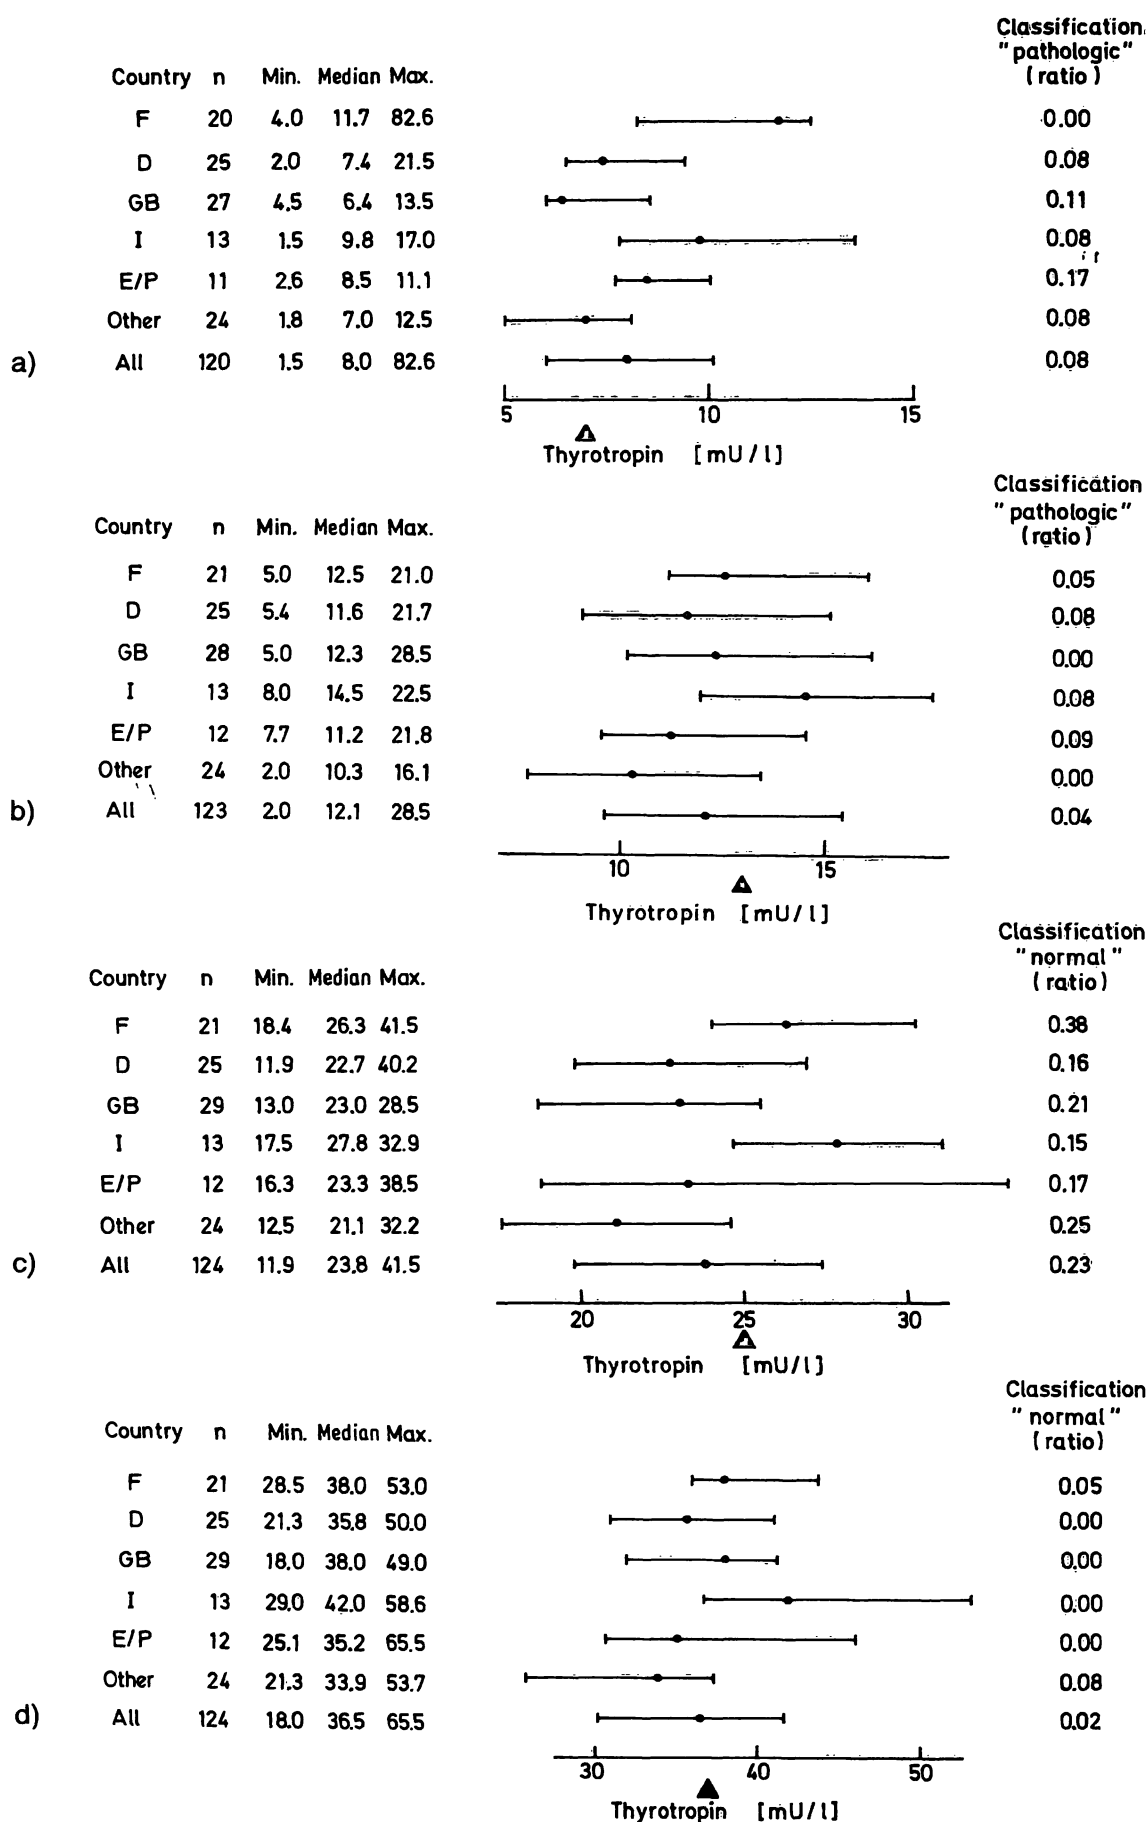 Classification
"pathologic"
(ratio)
Country n Min. Median Max.
F 20 4.0 11.7 82.6 0.00
D 25 2.0 7.4 21.5 0.08
GB 27 4.5 6.4 13.5 0.11
I 13 1.5 9.8 17.0 0.08
E/P 11 2.6 8.5 11.1 0.17
Other 24 1.8 7.0 12.5 0.08
a) All 120 1.5 8.0 82.6 0.08
5 10 15
Thyrotropin [mU/l]
Classification
"pathologic"
(ratio)
Country n Min. Median Max.
F 21 5.0 12.5 21.0 0.05
D 25 5.4 11.6 21.7 0.08
GB 28 5.0 12.3 28.5 0.00
I 13 8.0 14.5 22.5 0.08
E/P 12 7.7 11.2 21.8 0.09
Other 24 2.0 10.3 16.1 0.00
b) All 123 2.0 12.1 28.5 0.04
10 15
Thyrotropin [mU/l]
Classification
"normal"
(ratio)
Country n Min. Median Max.
F 21 18.4 26.3 41.5 0.38
D 25 11.9 22.7 40.2 0.16
GB 29 13.0 23.0 28.5 0.21
I 13 17.5 27.8 32.9 0.15
E/P 12 16.3 23.3 38.5 0.17
Other 24 12.5 21.1 32.2 0.25
c) All 124 11.9 23.8 41.5 0.23
20 25 30
Thyrotropin [mU/l]
Classification
"normal"
(ratio)
Country n Min. Median Max.
F 21 28.5 38.0 53.0 0.05
D 25 21.3 35.8 50.0 0.00
GB 29 18.0 38.0 49.0 0.00
I 13 29.0 42.0 58.6 0.00
E/P 12 25.1 35.2 65.5 0.00
Other 24 21.3 33.9 53.7 0.08
d) All 124 18.0 36.5 65.5 0.02
30 40 50
Thyrotropin [mU/l]